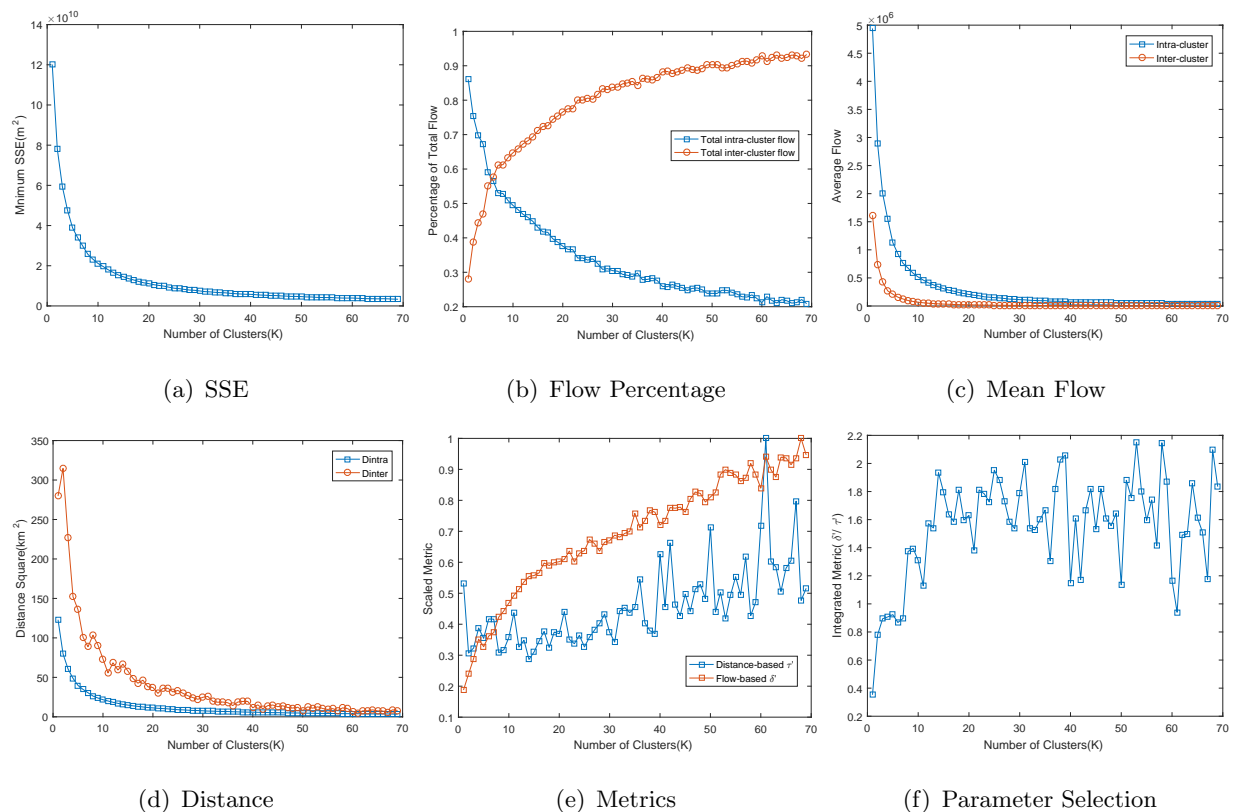 ×10^10
14
12
10
8
6
4
2
0
Mnimum SSE(m^2)
0 10 20 30 40 50 60 70
Number of Clusters(K)
(a) SSE
1
0.9
0.8
0.7
0.6
0.5
0.4
0.3
0.2
Percentage of Total Flow
Total intra-cluster flow
Total inter-cluster flow
0 10 20 30 40 50 60 70
Number of Clusters(K)
(b) Flow Percentage
×10^6
5
4.5
4
3.5
3
2.5
2
1.5
1
0.5
0
Average Flow
Intra-cluster
Inter-cluster
0 10 20 30 40 50 60 70
Number of Clusters(K)
(c) Mean Flow
350
300
250
200
150
100
50
0
Distance Square(km^2)
Dintra
Dinter
0 10 20 30 40 50 60 70
Number of Clusters(K)
(d) Distance
1
0.9
0.8
0.7
0.6
0.5
0.4
0.3
0.2
0.1
Scaled Metric
Distance-based τ'
Flow-based δ'
0 10 20 30 40 50 60 70
Number of Clusters(K)
(e) Metrics
2.2
2
1.8
1.6
1.4
1.2
1
0.8
0.6
0.4
0.2
Integrated Metric( δ'/ τ')
0 10 20 30 40 50 60 70
Number of Clusters(K)
(f) Parameter Selection